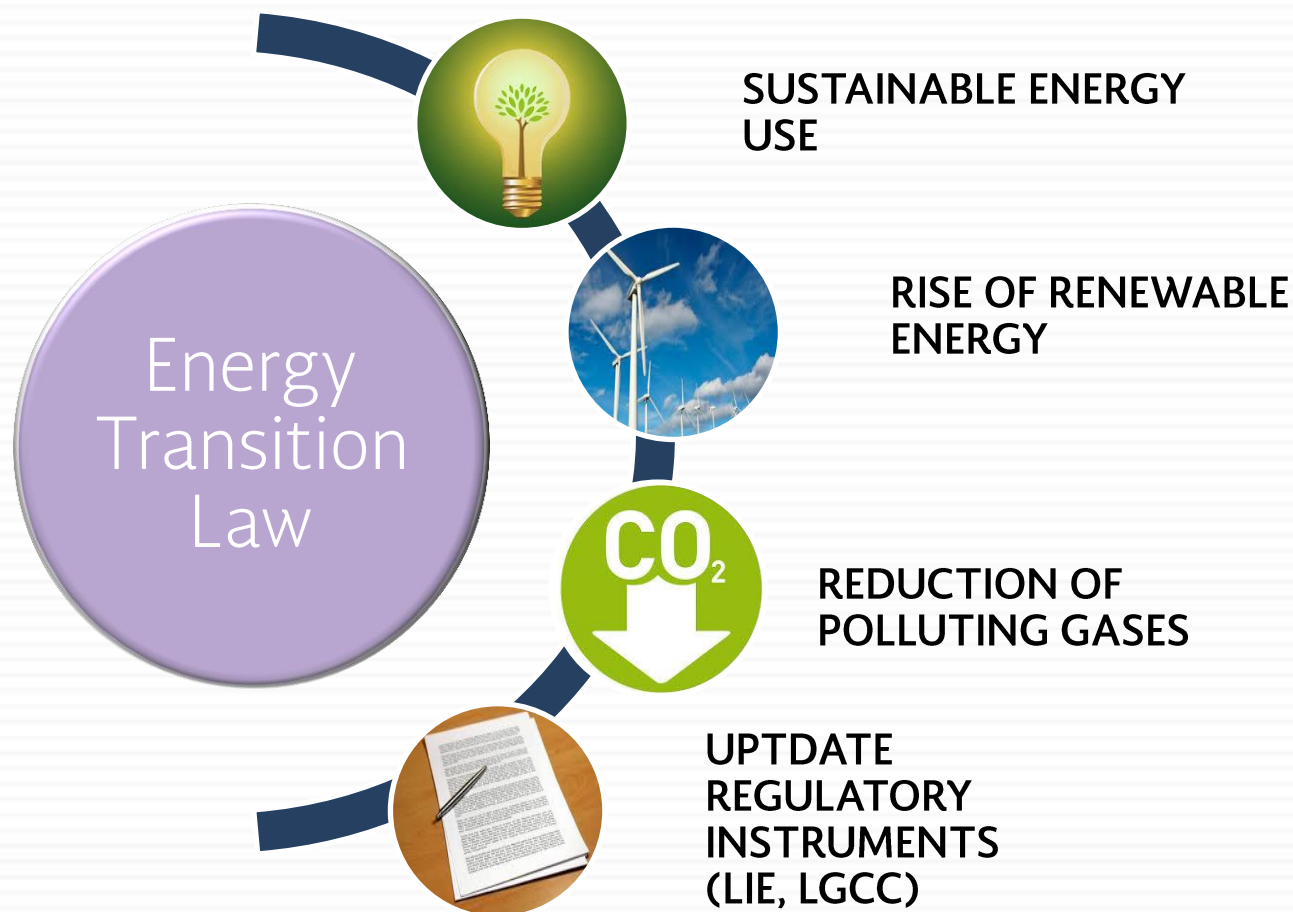 Energy
Transition
Law
SUSTAINABLE ENERGY
USE
RISE OF RENEWABLE
ENERGY
CO₂
REDUCTION OF
POLLUTING GASES
UPTDATE
REGULATORY
INSTRUMENTS
(LIE, LGCC)